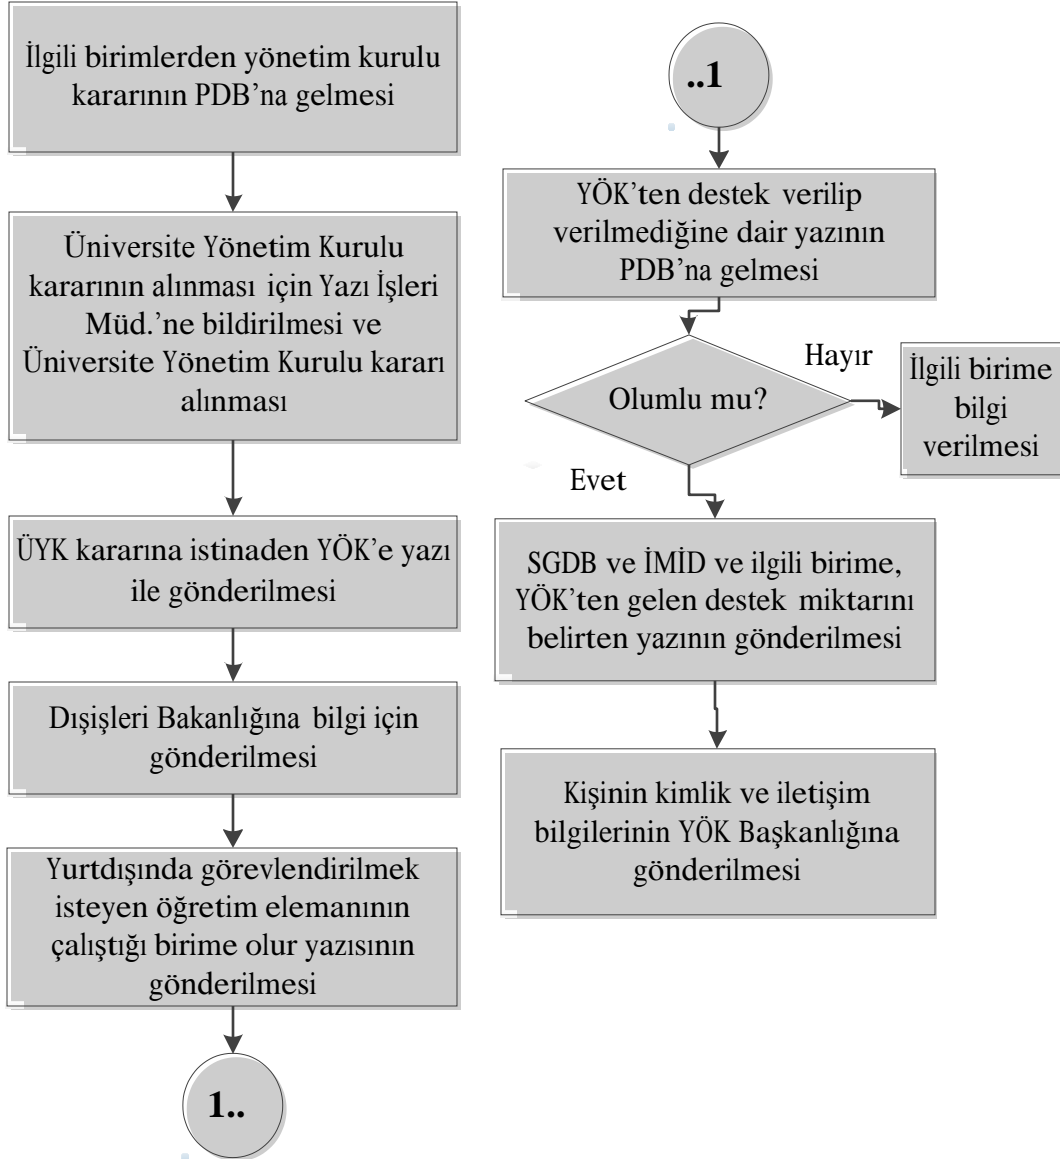 İlgili birimlerden yönetim kurulu
kararının PDB’na gelmesi
Üniversite Yönetim Kurulu
kararının alınması için Yazı İşleri
Müd.’ne bildirilmesi ve
Üniversite Yönetim Kurulu kararı
alınması
ÜYK kararına istinaden YÖK’e yazı
ile gönderilmesi
Dışişleri Bakanlığına bilgi için
gönderilmesi
Yurtdışında görevlendirilmek
isteyen öğretim elemanının
çalıştığı birime olur yazısının
gönderilmesi
1..
..1
YÖK’ten destek verilip
verilmediğine dair yazının
PDB’na gelmesi
Olumlu mu?
Hayır
İlgili birime
bilgi
verilmesi
Evet
SGDB ve İMİD ve ilgili birime,
YÖK’ten gelen destek miktarını
belirten yazının gönderilmesi
Kişinin kimlik ve iletişim
bilgilerinin YÖK Başkanlığına
gönderilmesi